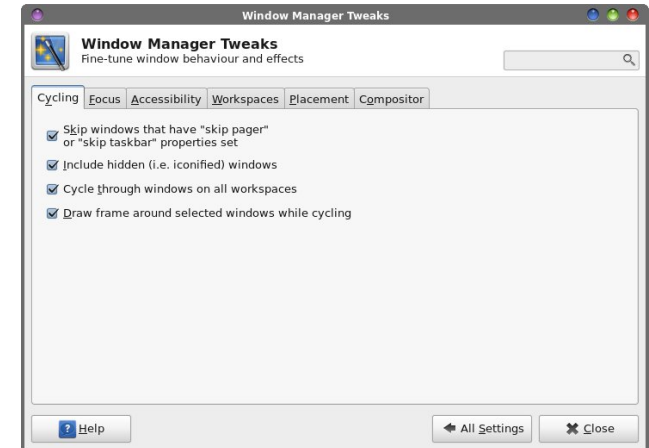 Window Manager Tweaks
Window Manager Tweaks
Fine-tune window behaviour and effects
Cycling Focus Accessibility Workspaces Placement Compositor
Skip windows that have "skip pager"
or "skip taskbar" properties set
Include hidden (i.e. iconified) windows
Cycle through windows on all workspaces
Draw frame around selected windows while cycling
? Help All Settings Close